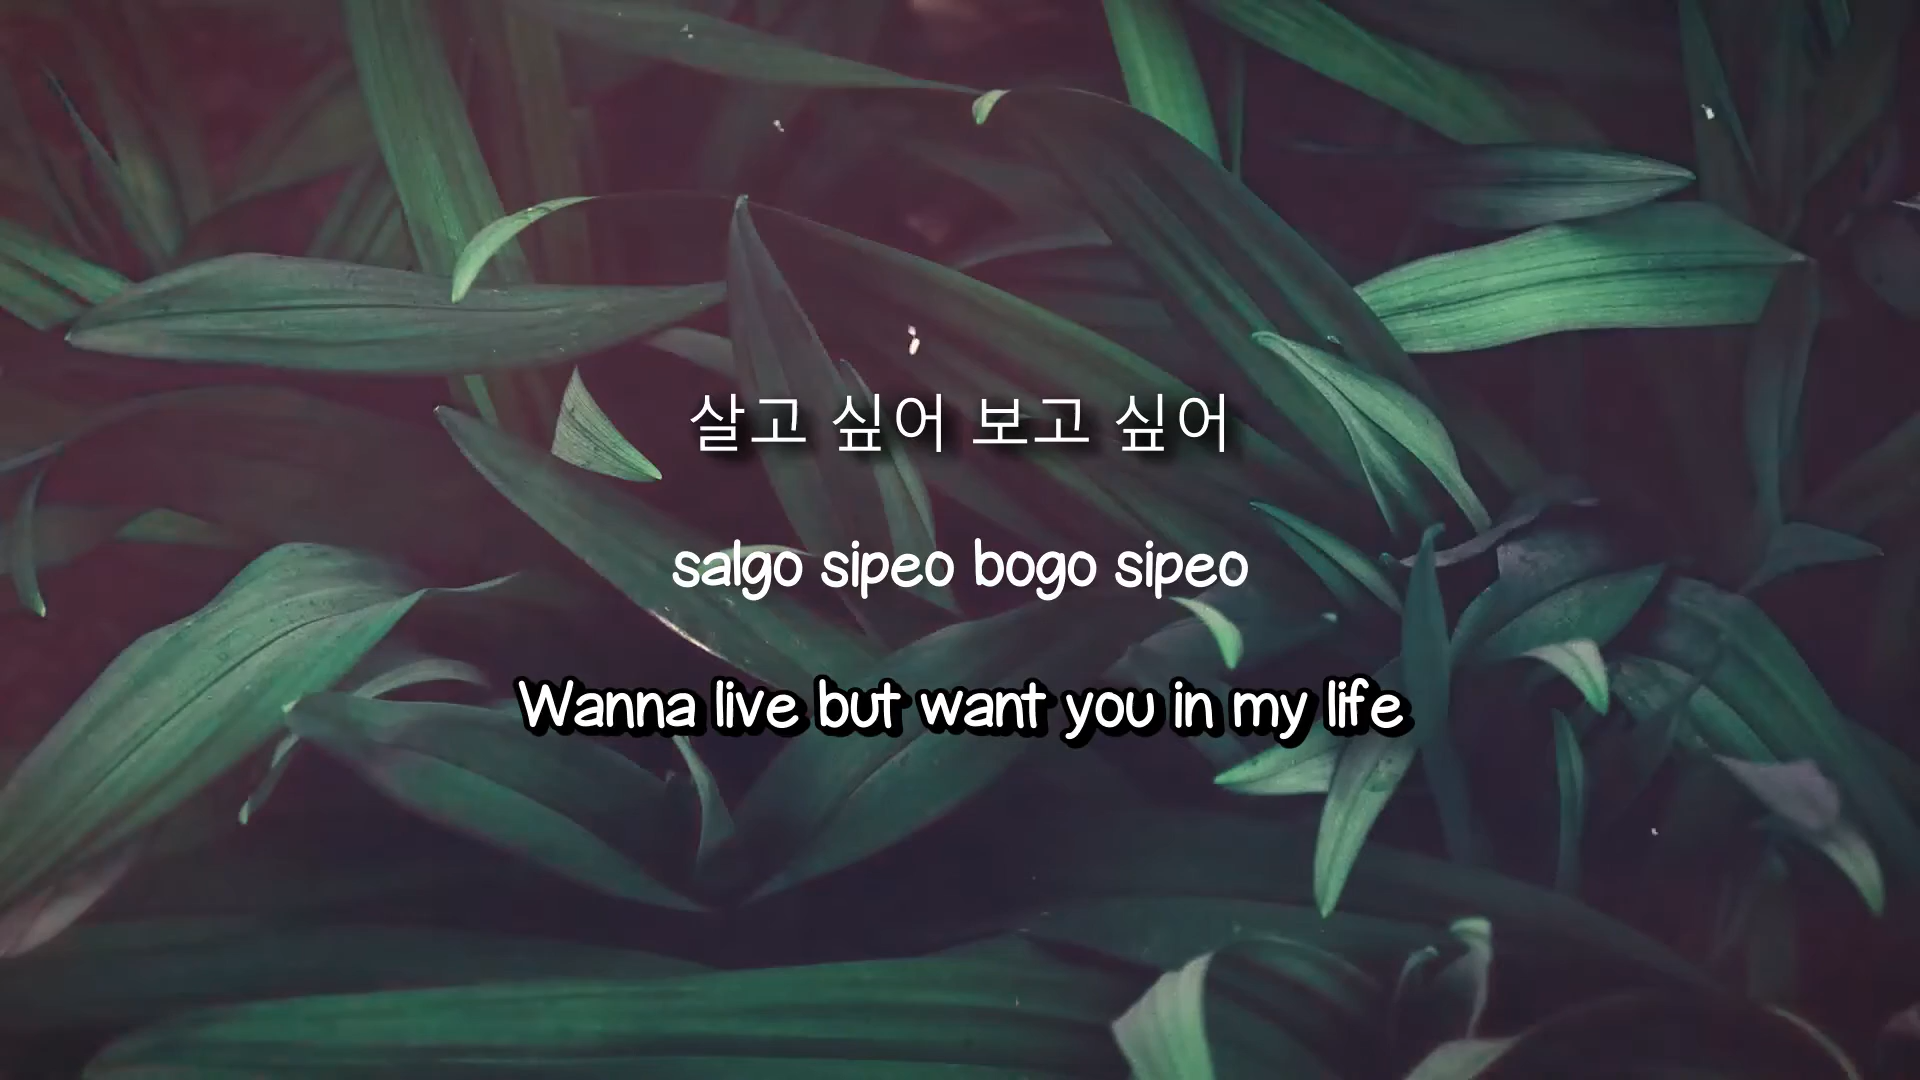 살고 싶어 보고 싶어
salgo sipeo bogo sipeo
Wanna live but want you in my life